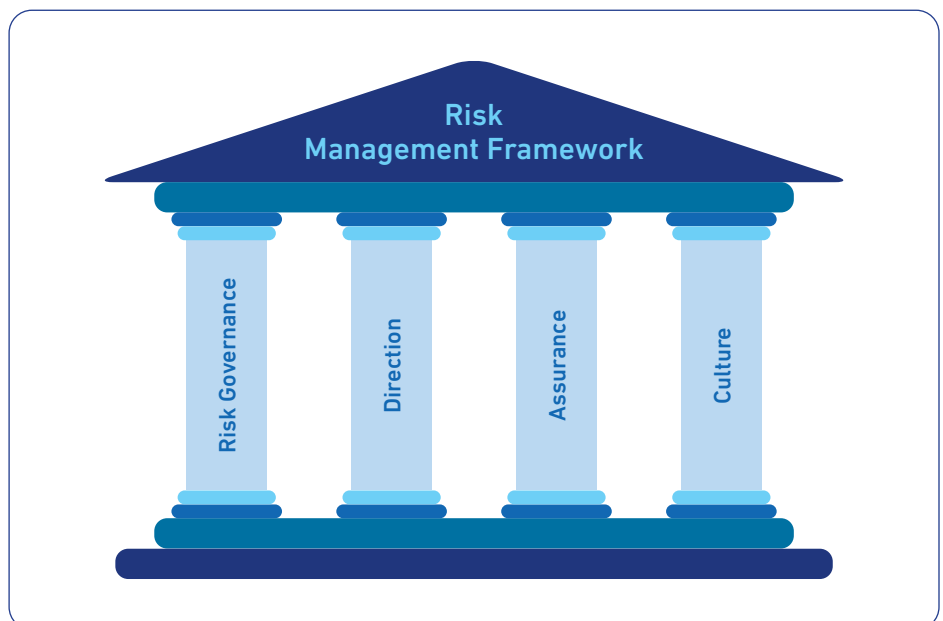 Risk
Management Framework
Risk Governance
Direction
Assurance
Culture